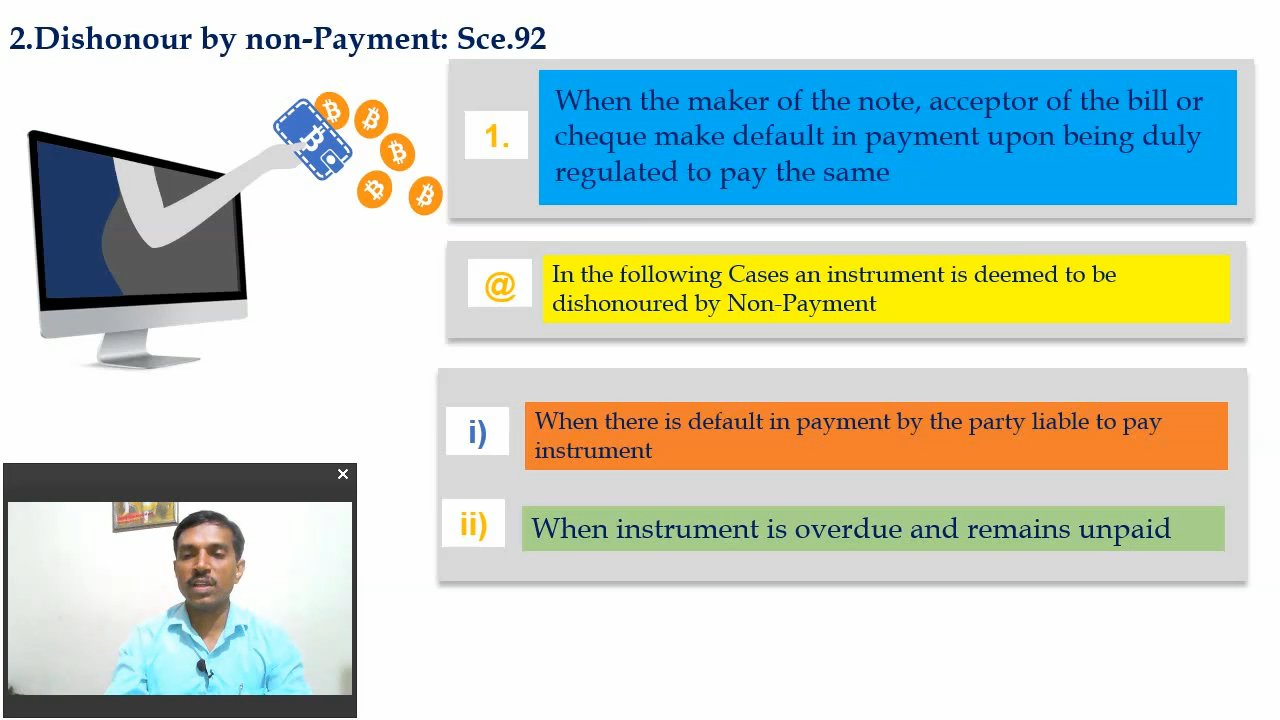 2.Dishonour by non-Payment: Sce.92
1.
When the maker of the note, acceptor of the bill or
cheque make default in payment upon being duly
regulated to pay the same
@
In the following Cases an instrument is deemed to be
dishonoured by Non-Payment
i)
When there is default in payment by the party liable to pay
instrument
ii)
When instrument is overdue and remains unpaid